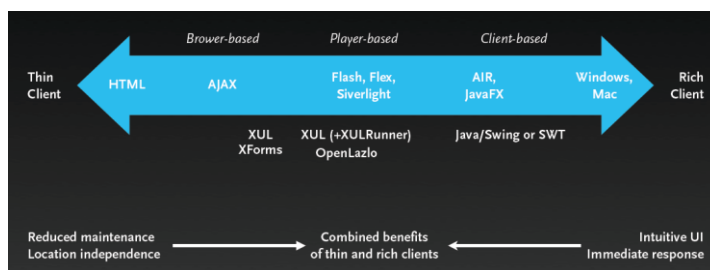 Brower-based Player-based Client-based
Thin
Client
HTML
AJAX
Flash, Flex,
Siverlight
AIR,
JavaFX
Windows,
Mac
Rich
Client
XUL
XForms
XUL (+XULRunner)
OpenLazlo
Java/Swing or SWT
Reduced maintenance
Location independence
Combined benefits
of thin and rich clients
Intuitive UI
Immediate response